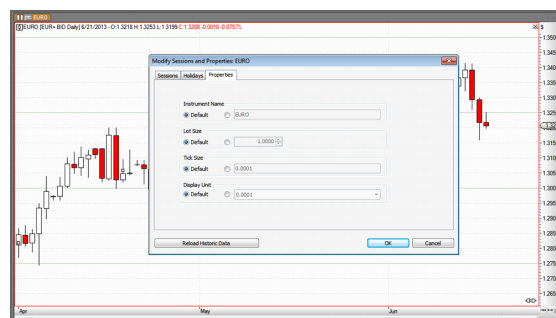 EURO
EURO [EUR= BID Daily] 6/21/2013 - O:1.3218 H:1.3253 L:1.3199 C:1.3208 -0.0010 -0.0757%
$
Modify Sessions and Properties: EURO
Sessions Holidays Properties
Instrument Name
Default EURO
Lot Size
Default 1.0000
Tick Size
Default 0.0001
Display Unit
Default 0.0001
Reload Historic Data OK Cancel
1.350
1.345
1.340
1.335
1.330
1.325
1.315
1.310
1.305
1.300
1.295
1.290
1.285
1.280
1.275
1.270
1.265
Apr May Jun